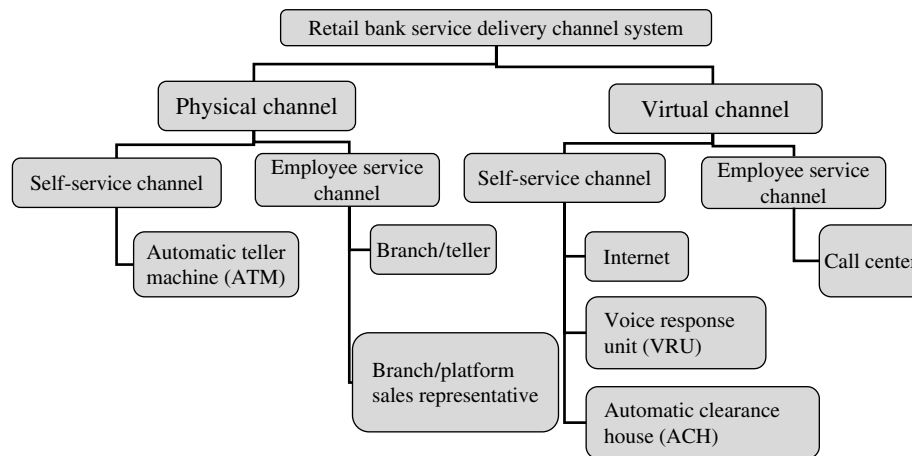 Retail bank service delivery channel system
Physical channel
Virtual channel
Self-service channel
Employee service
channel
Self-service channel
Employee service
channel
Automatic teller
machine (ATM)
Branch/teller
Internet
Call center
Voice response
unit (VRU)
Branch/platform
sales representative
Automatic clearance
house (ACH)